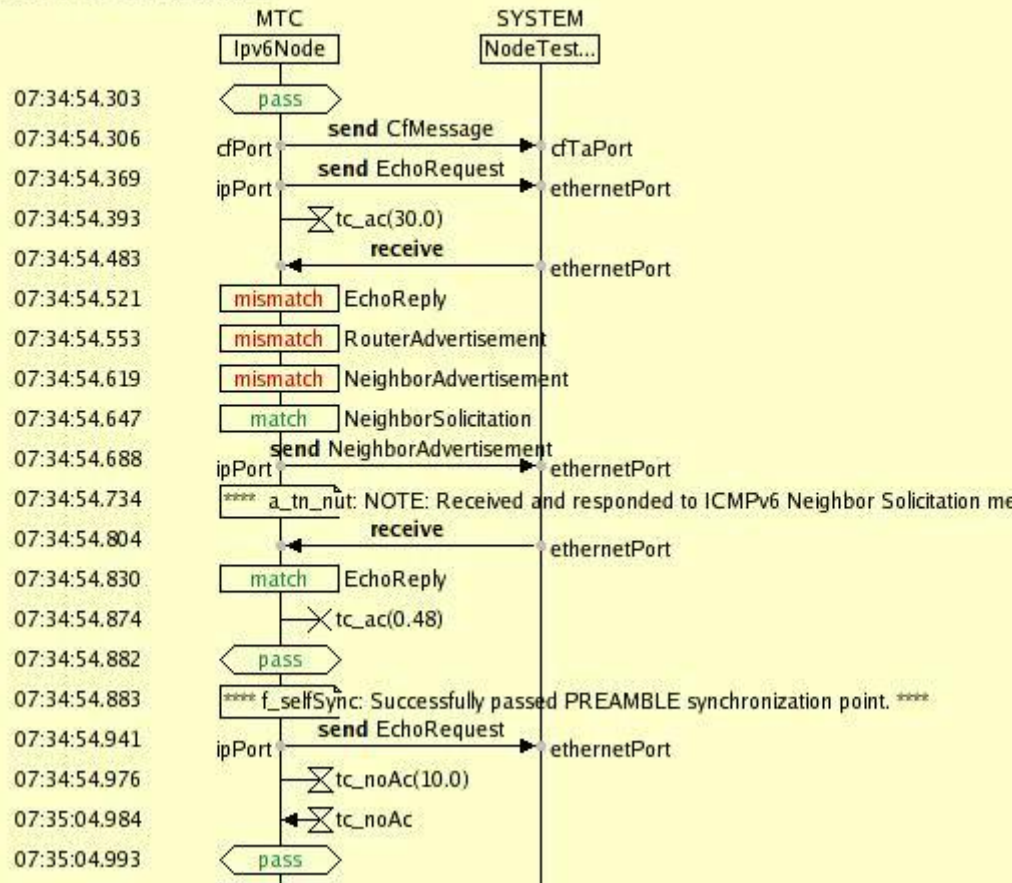 MTC SYSTEM
Ipv6Node NodeTest...
07:34:54.303 pass
07:34:54.306 cfPort send CfMessage cfTaPort
07:34:54.369 ipPort send EchoRequest ethernetPort
07:34:54.393 tc_ac(30.0)
07:34:54.483 receive ethernetPort
07:34:54.521 mismatch EchoReply
07:34:54.553 mismatch RouterAdvertisement
07:34:54.619 mismatch NeighborAdvertisement
07:34:54.647 match NeighborSolicitation
07:34:54.688 ipPort send NeighborAdvertisement ethernetPort
07:34:54.734 **** a_tn_nut: NOTE: Received and responded to ICMPv6 Neighbor Solicitation me
07:34:54.804 receive ethernetPort
07:34:54.830 match EchoReply
07:34:54.874 tc_ac(0.48)
07:34:54.882 pass
07:34:54.883 **** f_selfSync: Successfully passed PREAMBLE synchronization point. ****
07:34:54.941 ipPort send EchoRequest ethernetPort
07:34:54.976 tc_noAc(10.0)
07:35:04.984 tc_noAc
07:35:04.993 pass